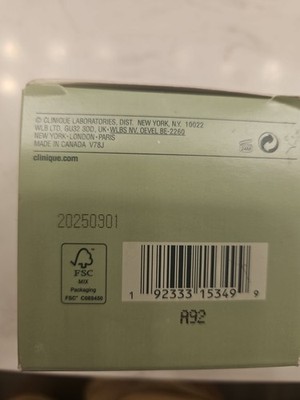 © CLINIQUE LABORATORIES, DIST. NEW YORK, N.Y. 10022
WLB LTD, GU32 3DD, UK • WLBS NV, OEVEL BE-2260
NEW YORK • LONDON • PARIS
MADE IN CANADA V78J
clinique.com
20250901
FSC
MIX
Packaging
1 92333 15349 9
A92